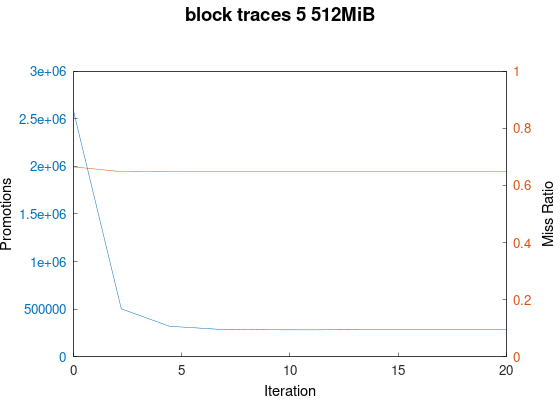 block traces 5 512MiB
3e+06
2.5e+06
2e+06
1.5e+06
1e+06
500000
0
Promotions
1
0.8
0.6
0.4
0.2
0
Miss Ratio
0 5 10 15 20
Iteration